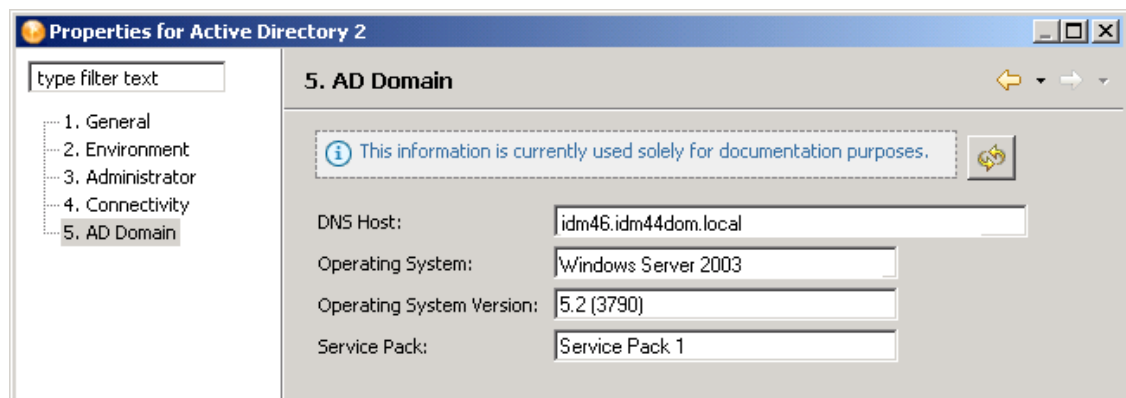 Properties for Active Directory 2
type filter text
1. General
2. Environment
3. Administrator
4. Connectivity
5. AD Domain
5. AD Domain
This information is currently used solely for documentation purposes.
DNS Host: idm46.idm44dom.local
Operating System: Windows Server 2003
Operating System Version: 5.2 (3790)
Service Pack: Service Pack 1